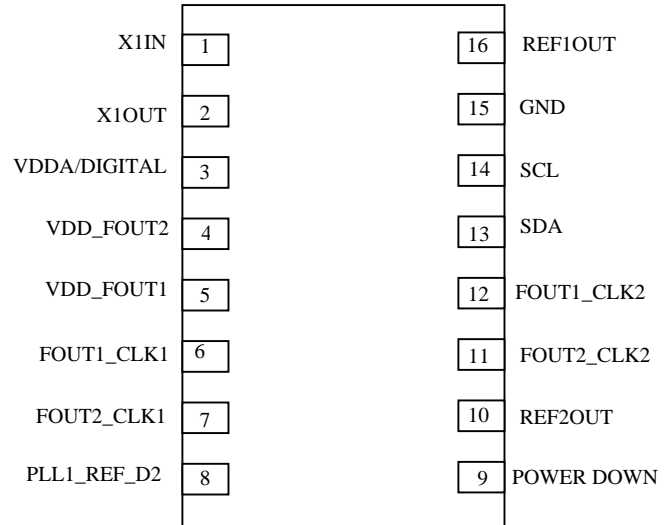 X1IN 1 16 REF1OUT
X1OUT 2 15 GND
VDDA/DIGITAL 3 14 SCL
VDD_FOUT2 4 13 SDA
VDD_FOUT1 5 12 FOUT1_CLK2
FOUT1_CLK1 6 11 FOUT2_CLK2
FOUT2_CLK1 7 10 REF2OUT
PLL1_REF_D2 8 9 POWER DOWN